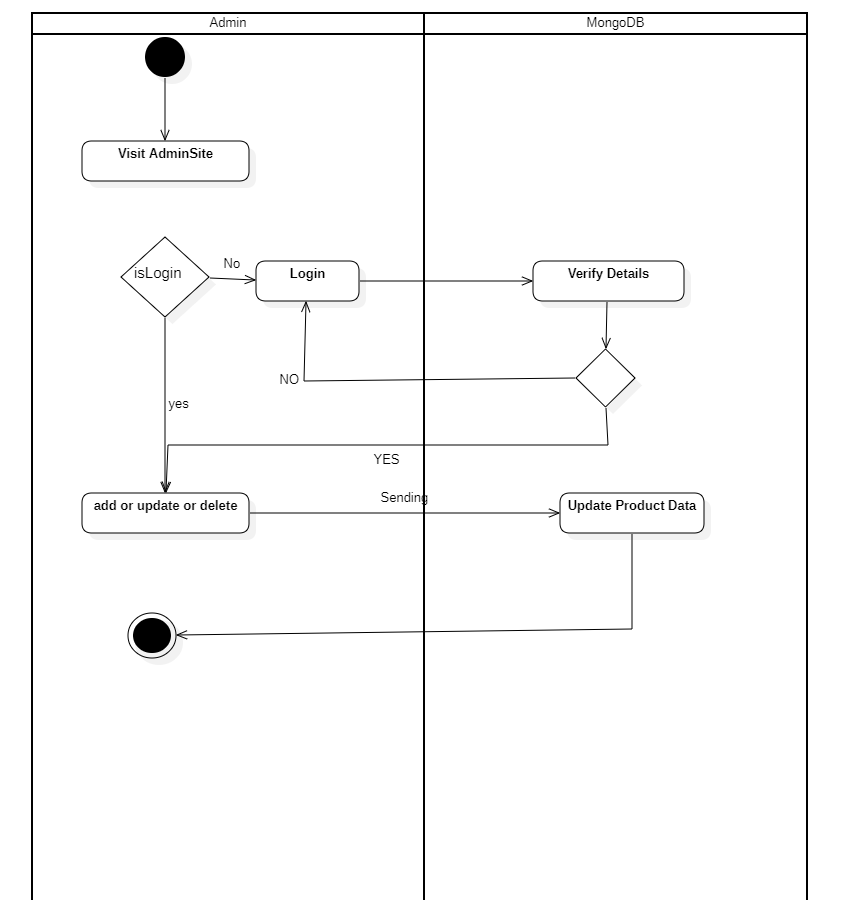 Admin
MongoDB
Visit AdminSite
isLogin
No
Login
Verify Details
NO
yes
YES
add or update or delete
Sending
Update Product Data